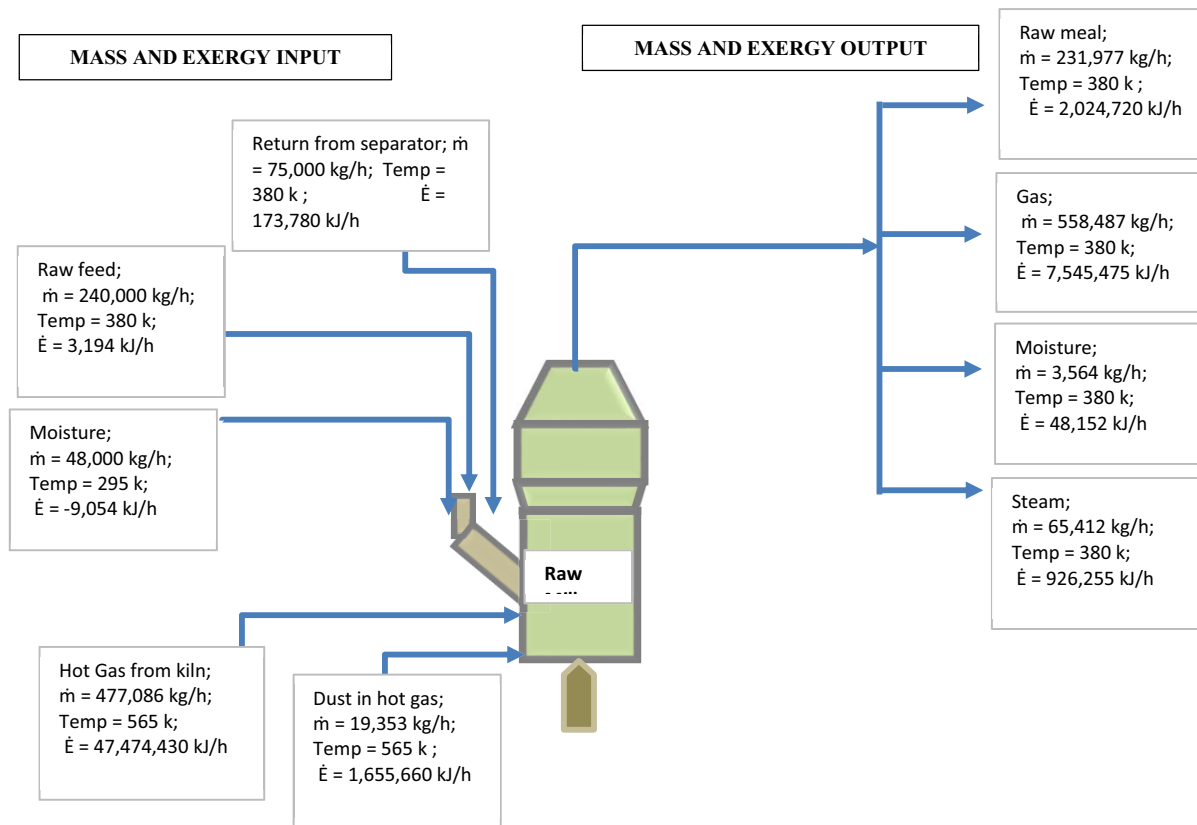 MASS AND EXERGY INPUT
MASS AND EXERGY OUTPUT
Return from separator; ṁ
= 75,000 kg/h; Temp =
380 k ; Ė =
173,780 kJ/h
Raw feed;
ṁ = 240,000 kg/h;
Temp = 380 k;
Ė = 3,194 kJ/h
Moisture;
ṁ = 48,000 kg/h;
Temp = 295 k;
Ė = -9,054 kJ/h
Hot Gas from kiln;
ṁ = 477,086 kg/h;
Temp = 565 k;
Ė = 47,474,430 kJ/h
Dust in hot gas;
ṁ = 19,353 kg/h;
Temp = 565 k ;
Ė = 1,655,660 kJ/h
Raw
Raw meal;
ṁ = 231,977 kg/h;
Temp = 380 k ;
Ė = 2,024,720 kJ/h
Gas;
ṁ = 558,487 kg/h;
Temp = 380 k;
Ė = 7,545,475 kJ/h
Moisture;
ṁ = 3,564 kg/h;
Temp = 380 k;
Ė = 48,152 kJ/h
Steam;
ṁ = 65,412 kg/h;
Temp = 380 k;
Ė = 926,255 kJ/h